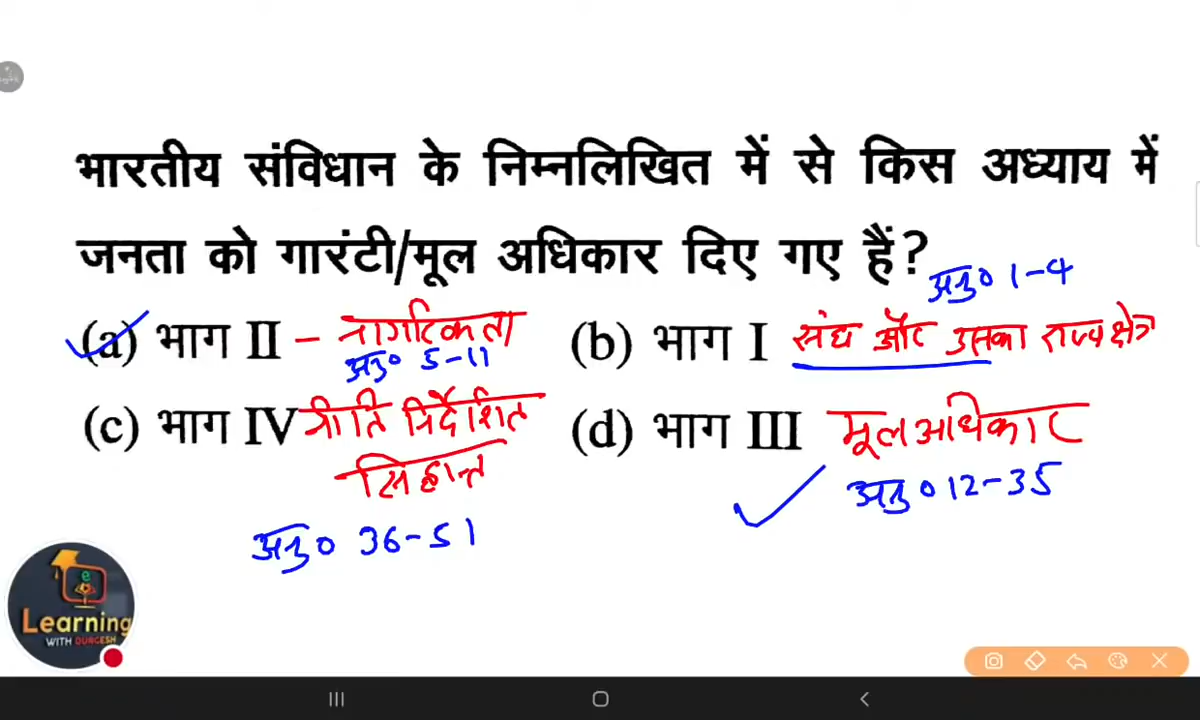 भारतीय संविधान के निम्नलिखित में से किस अध्याय में
जनता को गारंटी/मूल अधिकार दिए गए हैं?
अनु० 1-4
(a) भाग II - नागरिकता
अनु० 5-11
(b) भाग I संघ और उसका राज्य क्षेत्र
(c) भाग IV नीति निर्देशित
सिद्धान्त
अनु० 36-51
(d) भाग III मूल अधिकार
अनु० 12-35
Learning
WITH DURGESH